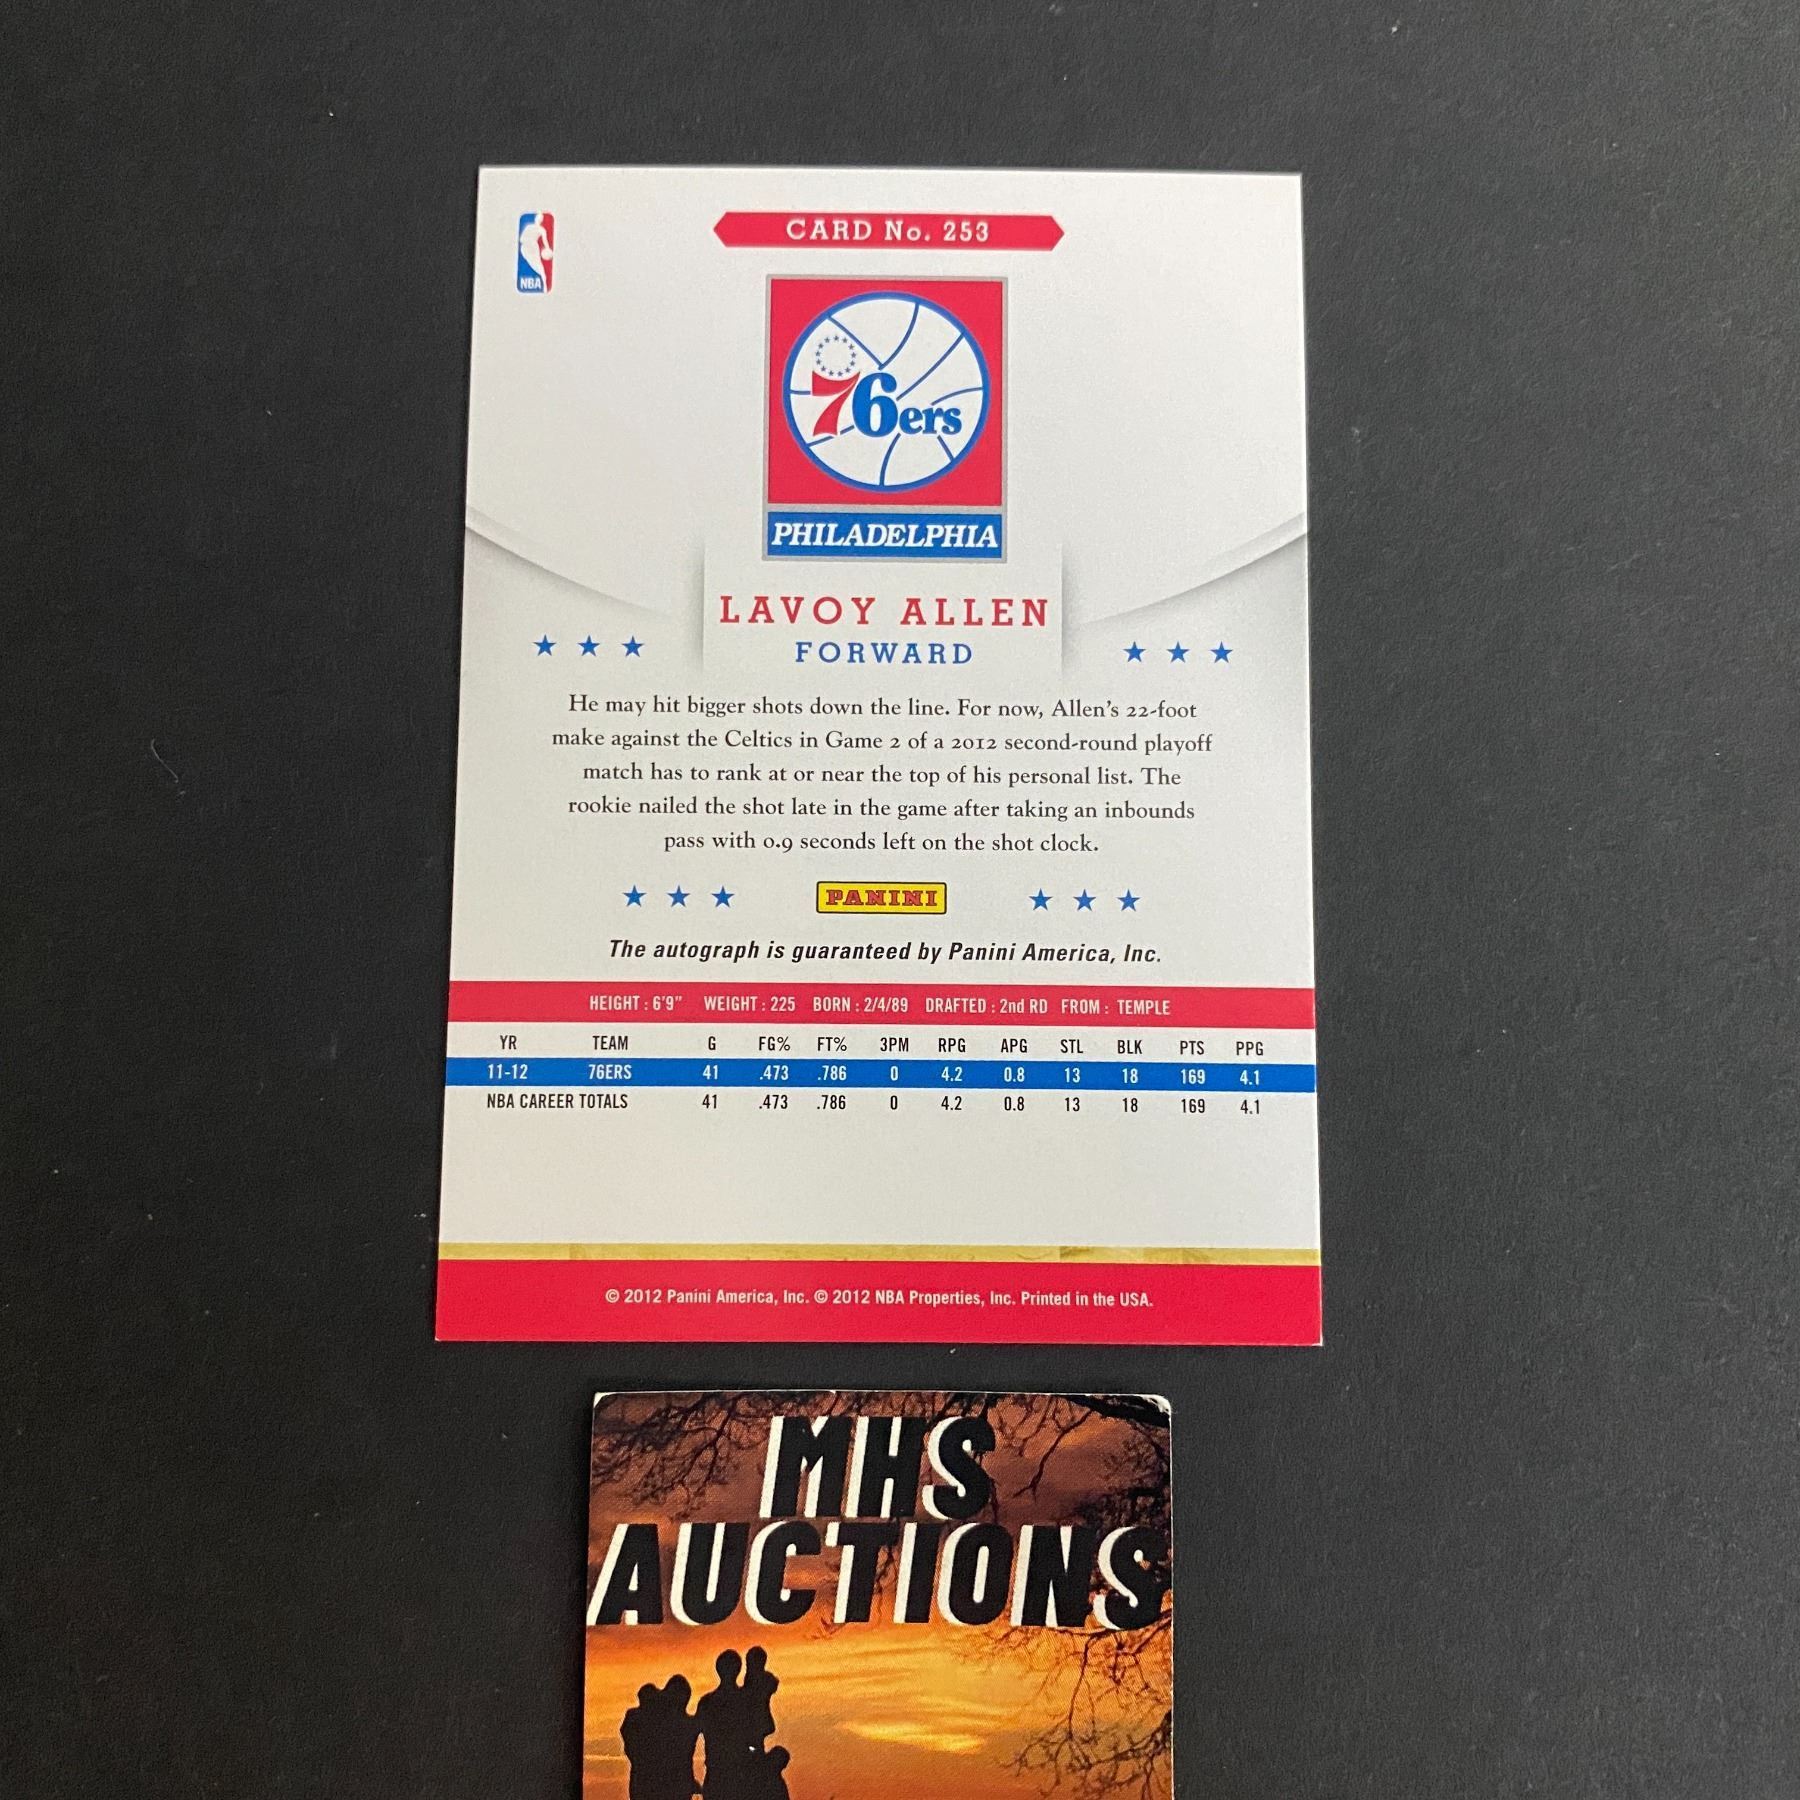 CARD No. 253
NBA
76ers
PHILADELPHIA
LAVOY ALLEN
FORWARD
He may hit bigger shots down the line. For now, Allen's 22-foot
make against the Celtics in Game 2 of a 2012 second-round playoff
match has to rank at or near the top of his personal list. The
rookie nailed the shot late in the game after taking an inbounds
pass with 0.9 seconds left on the shot clock.
PANINI
The autograph is guaranteed by Panini America, Inc.
HEIGHT : 6'9" WEIGHT : 225 BORN : 2/4/89 DRAFTED : 2nd RD FROM : TEMPLE
YR TEAM G FG% FT% 3PM RPG APG STL BLK PTS PPG
11-12 76ERS 41 .473 .786 0 4.2 0.8 13 18 169 4.1
NBA CAREER TOTALS 41 .473 .786 0 4.2 0.8 13 18 169 4.1
© 2012 Panini America, Inc. © 2012 NBA Properties, Inc. Printed in the USA.
MHS
AUCTIONS